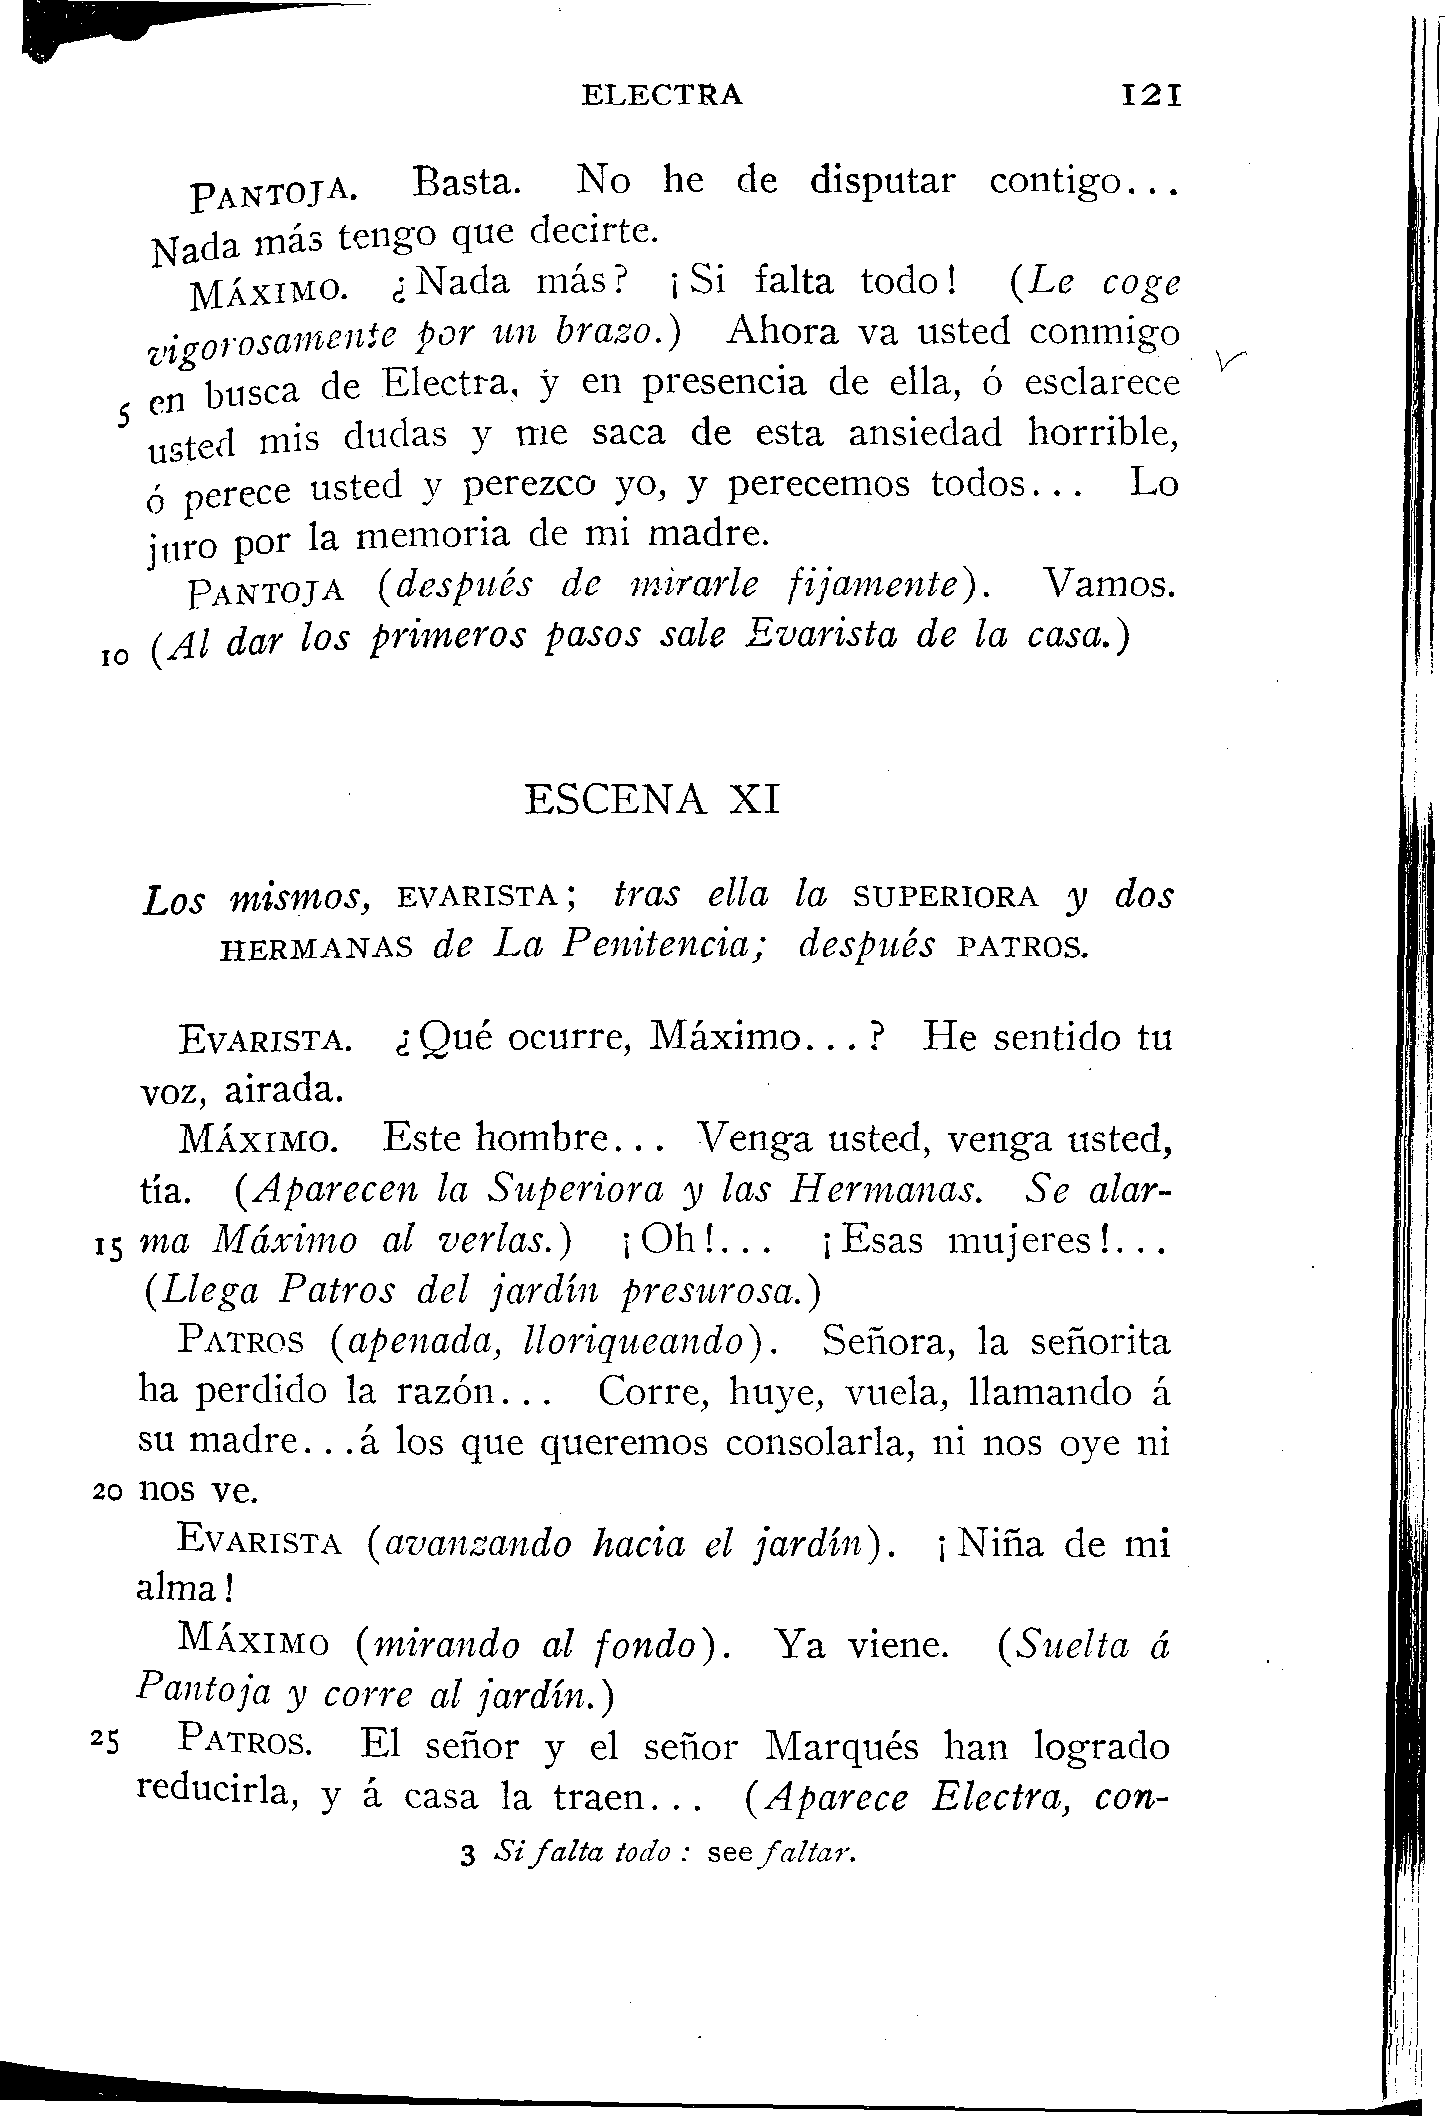 ELECTRA 121
PANTOJA. Basta. No he de disputar contigo...
Nada más tengo que decirte.
MÁXIMO. ¿Nada más? ¡Si falta todo! (Le coge
vigorosamente por un brazo.) Ahora va usted conmigo
5 en busca de Electra, y en presencia de ella, ó esclarece
usted mis dudas y me saca de esta ansiedad horrible,
ó perece usted y perezco yo, y perecemos todos... Lo
juro por la memoria de mi madre.
PANTOJA (después de mirarle fijamente). Vamos.
10 (Al dar los primeros pasos sale Evarista de la casa.)
ESCENA XI
Los mismos, EVARISTA; tras ella la SUPERIORA y dos
HERMANAS de La Penitencia; después PATROS.
EVARISTA. ¿Qué ocurre, Máximo...? He sentido tu
voz, airada.
MÁXIMO. Este hombre... Venga usted, venga usted,
tía. (Aparecen la Superiora y las Hermanas. Se alar-
15 ma Máximo al verlas.) ¡Oh!... ¡Esas mujeres!...
(Llega Patros del jardín presurosa.)
PATROS (apenada, lloriqueando). Señora, la señorita
ha perdido la razón... Corre, huye, vuela, llamando á
su madre...á los que queremos consolarla, ni nos oye ni
20 nos ve.
EVARISTA (avanzando hacia el jardín). ¡Niña de mi
alma!
MÁXIMO (mirando al fondo). Ya viene. (Suelta á
Pantoja y corre al jardín.)
25 PATROS. El señor y el señor Marqués han logrado
reducirla, y á casa la traen... (Aparece Electra, con-
3 Si falta todo: see faltar.